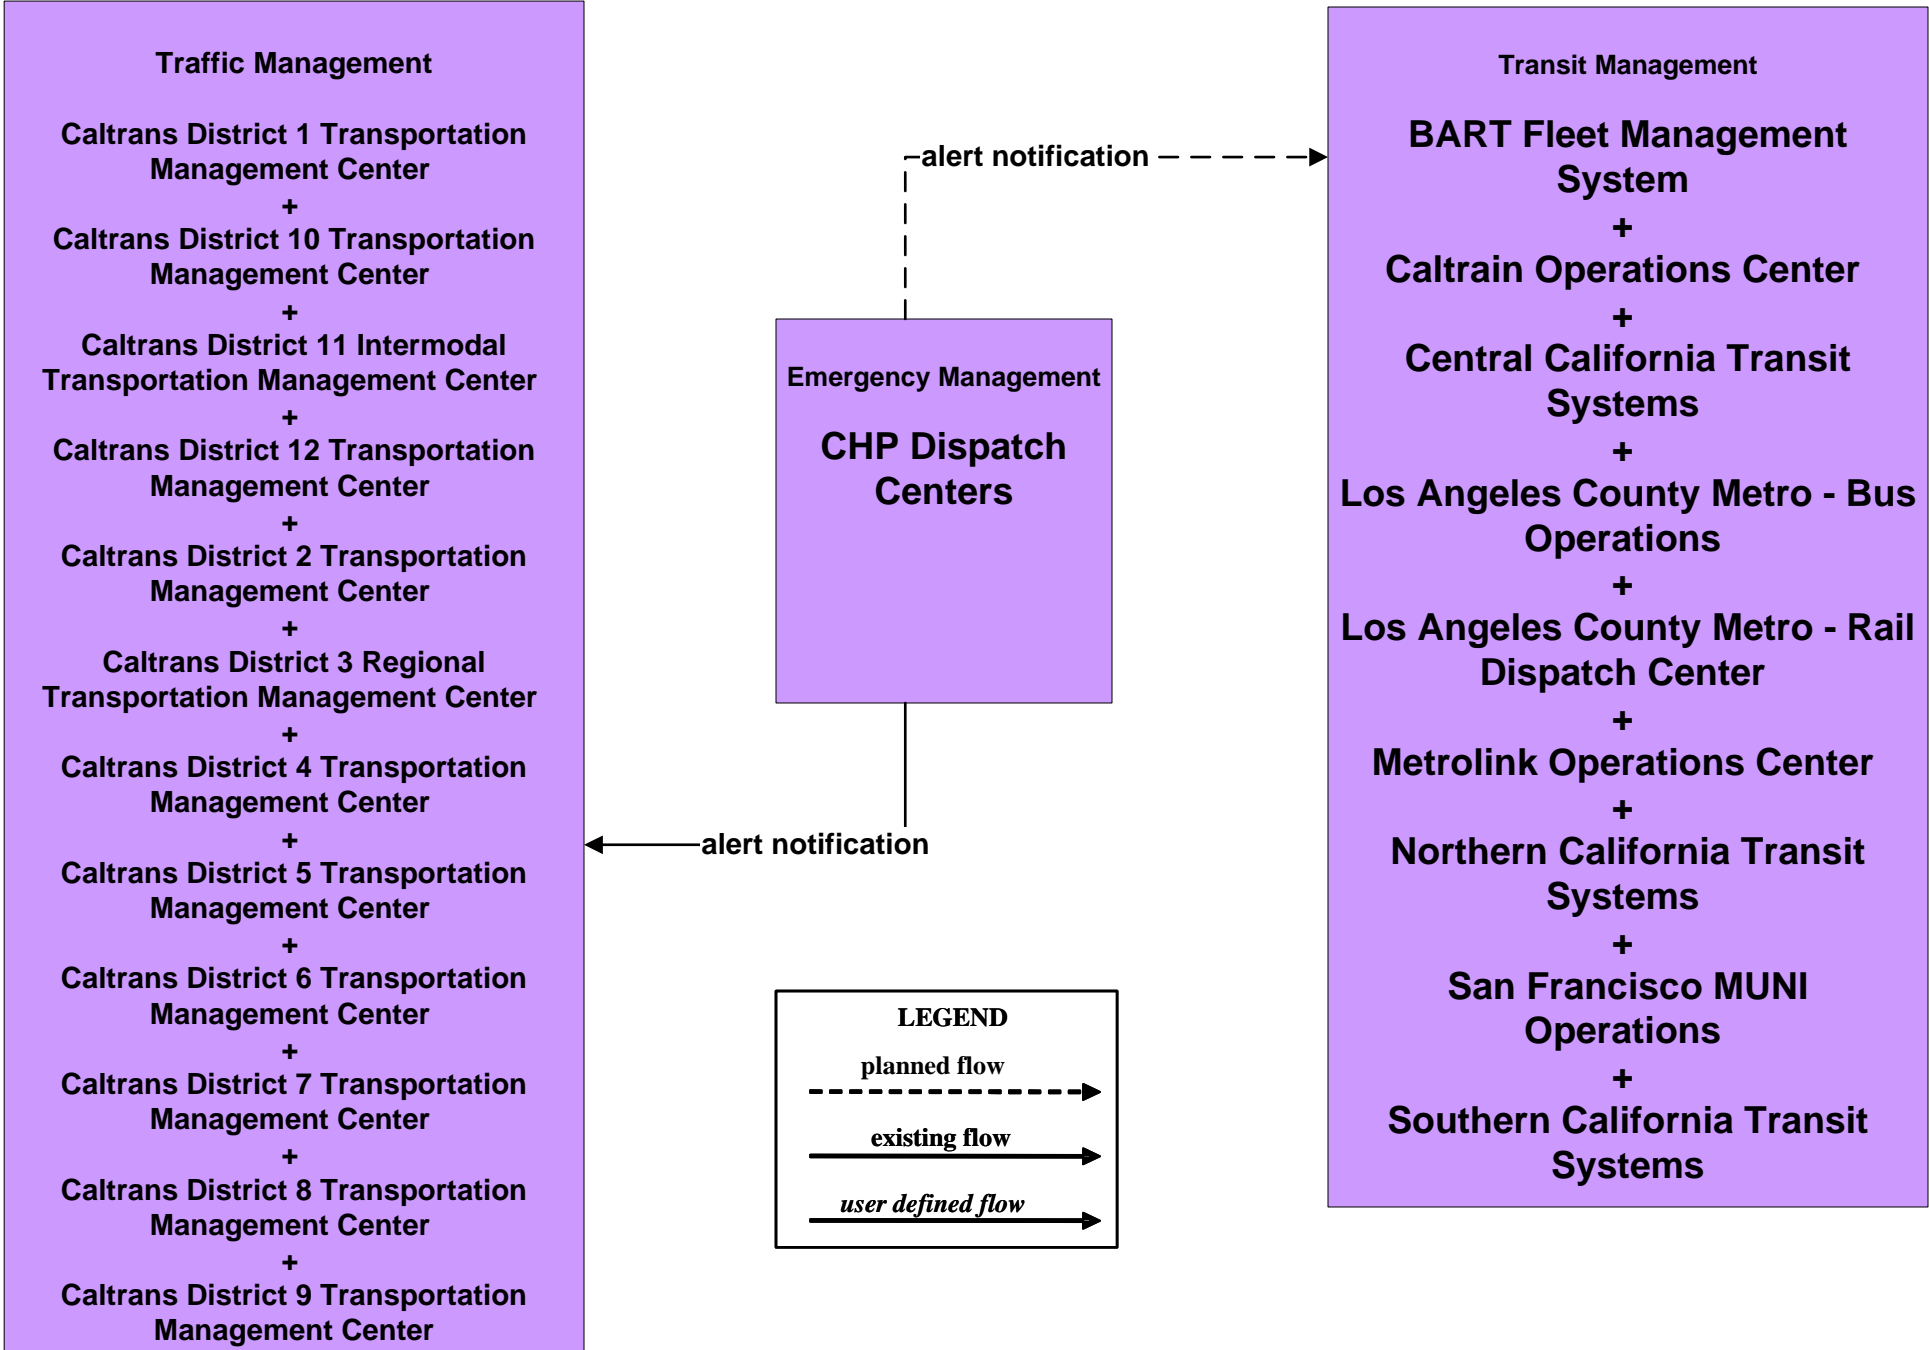 Traffic Management
Caltrans District 1 Transportation
Management Center
+
Caltrans District 10 Transportation
Management Center
+
Caltrans District 11 Intermodal
Transportation Management Center
+
Caltrans District 12 Transportation
Management Center
+
Caltrans District 2 Transportation
Management Center
+
Caltrans District 3 Regional
Transportation Management Center
+
Caltrans District 4 Transportation
Management Center
+
Caltrans District 5 Transportation
Management Center
+
Caltrans District 6 Transportation
Management Center
+
Caltrans District 7 Transportation
Management Center
+
Caltrans District 8 Transportation
Management Center
+
Caltrans District 9 Transportation
Management Center
alert notification
Emergency Management
CHP Dispatch
Centers
alert notification
LEGEND
planned flow
existing flow
user defined flow
Transit Management
BART Fleet Management
System
+
Caltrain Operations Center
+
Central California Transit
Systems
+
Los Angeles County Metro - Bus
Operations
+
Los Angeles County Metro - Rail
Dispatch Center
+
Metrolink Operations Center
+
Northern California Transit
Systems
+
San Francisco MUNI
Operations
+
Southern California Transit
Systems